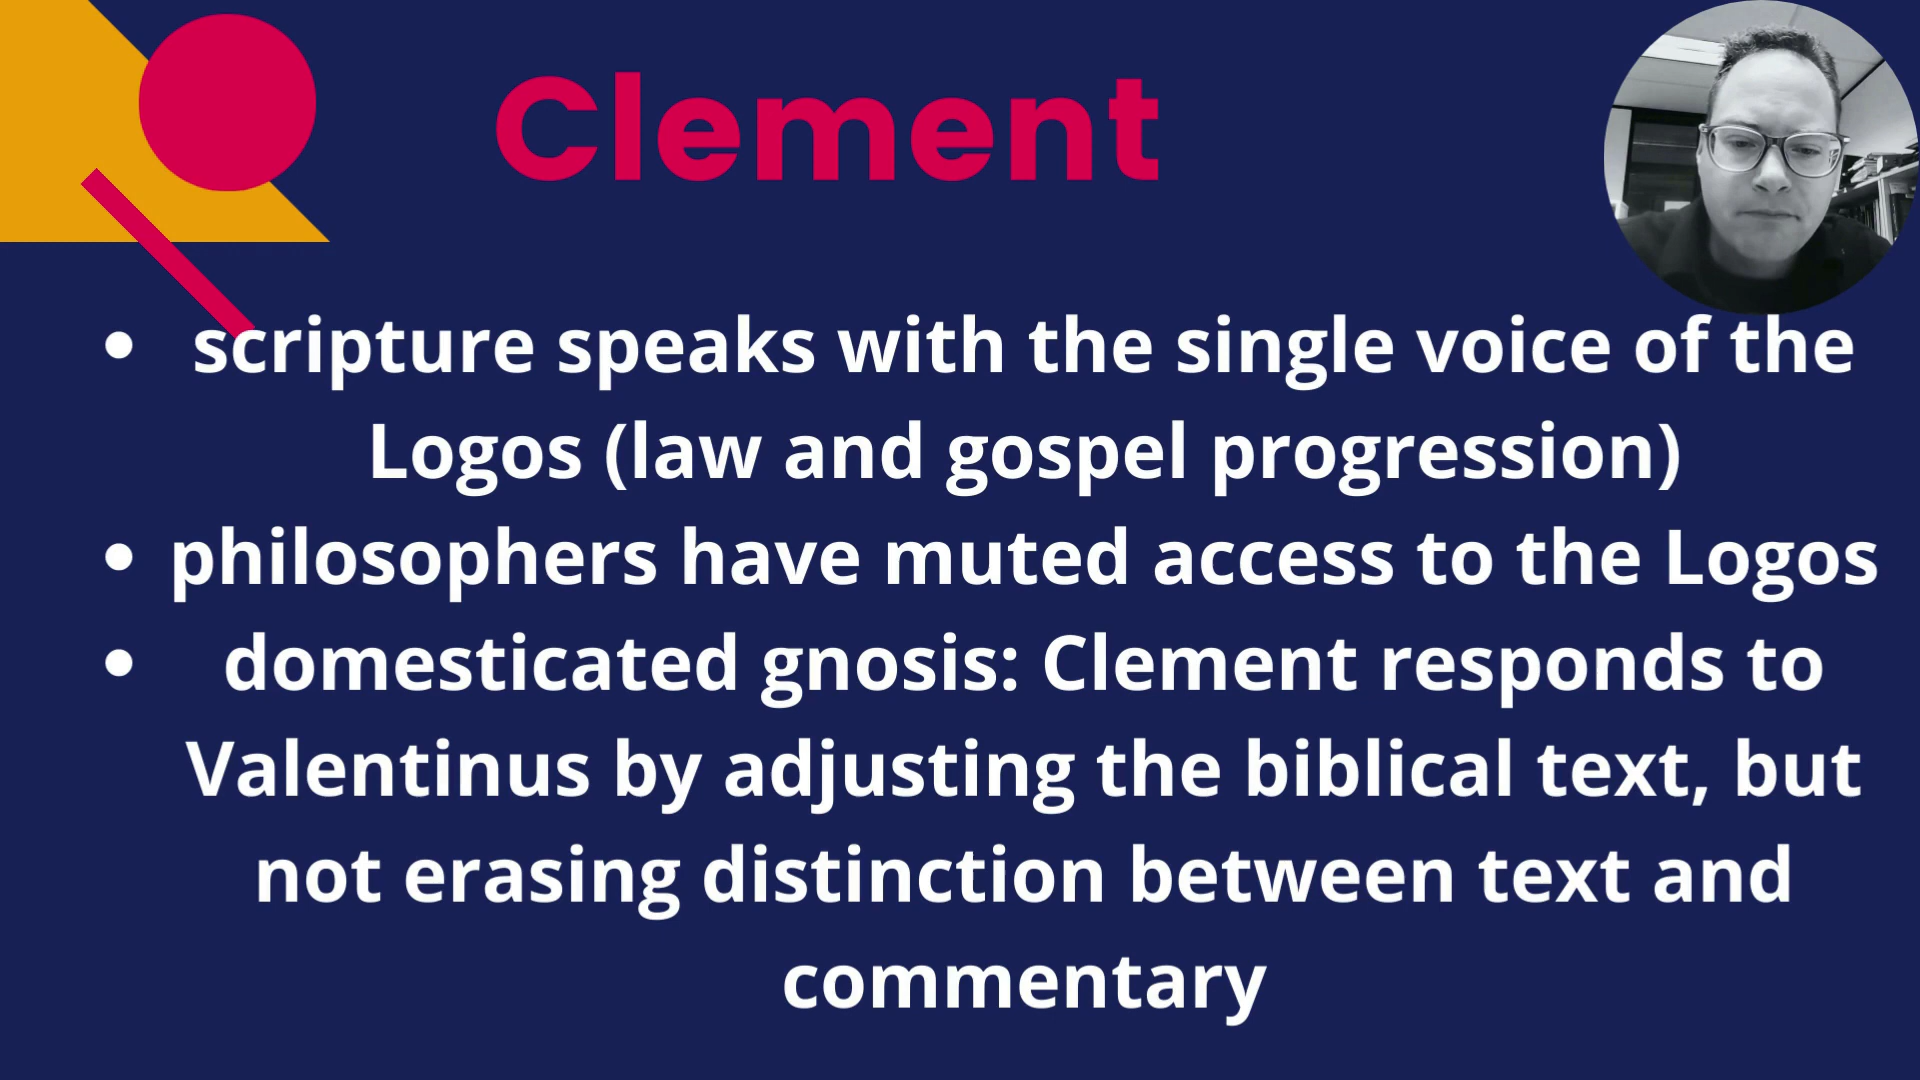 Clement
• scripture speaks with the single voice of the
Logos (law and gospel progression)
• philosophers have muted access to the Logos
• domesticated gnosis: Clement responds to
Valentinus by adjusting the biblical text, but
not erasing distinction between text and
commentary